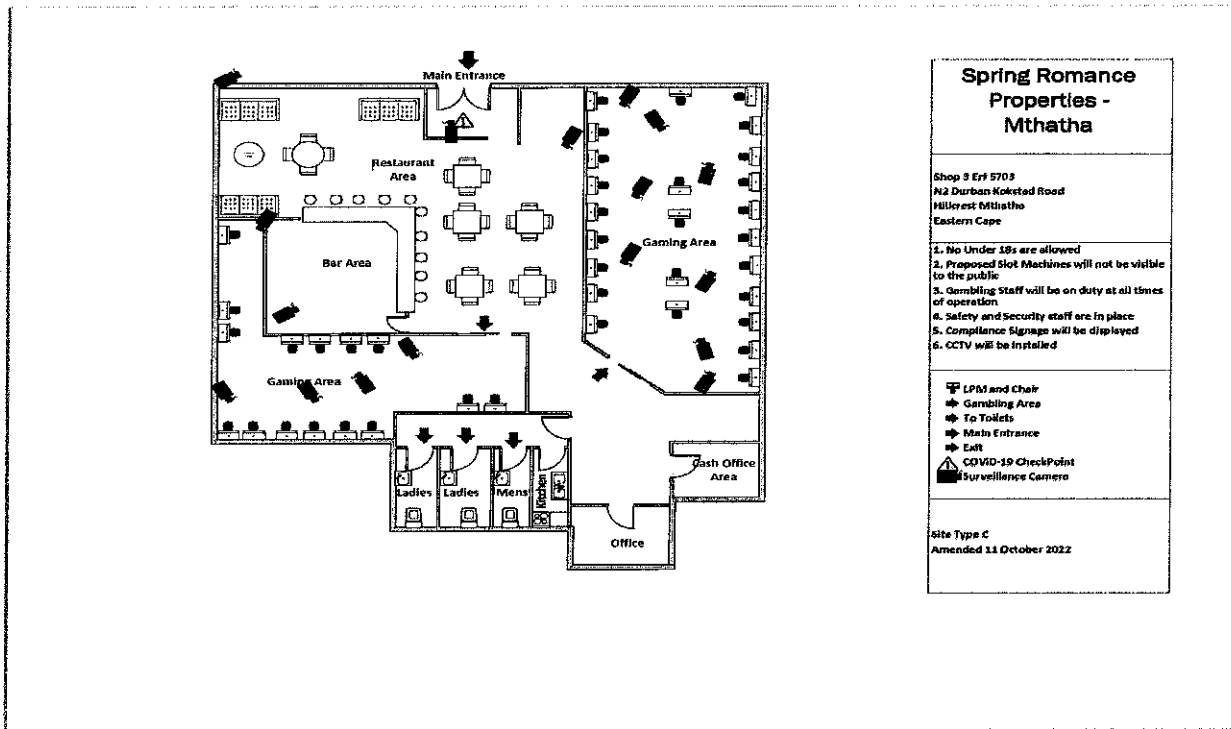 Main Entrance
Restaurant
Area
Bar Area
Gaming Area
Gaming Area
Ladies
Ladies
Mens
Kitchen
Cash Office
Area
Office
Spring Romance
Properties -
Mthatha
Shop 3 Erf 5703
N2 Durban Kokstad Road
Hillcrest Mthatha
Eastern Cape
1. No Under 18s are allowed
2. Proposed Slot Machines will not be visible
to the public
3. Gambling Staff will be on duty at all times
of operation
4. Safety and Security staff are in place
5. Compliance Signage will be displayed
6. CCTV will be installed
LPM and Chair
Gambling Area
To Toilets
Main Entrance
Exit
COVID-19 CheckPoint
Surveillance Camera
Site Type C
Amended 11 October 2022